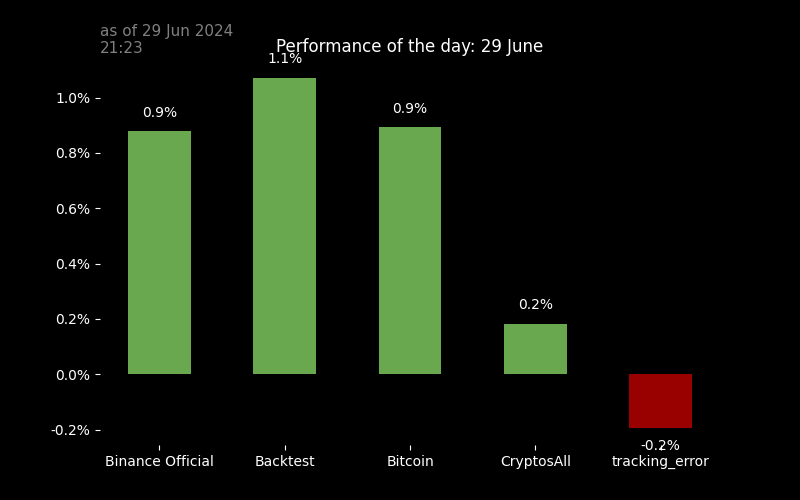 as of 29 Jun 2024
21:23
Performance of the day: 29 June
1.1%
0.9%
0.9%
0.2%
-0.2%
1.0%
0.8%
0.6%
0.4%
0.2%
0.0%
-0.2%
Binance Official
Backtest
Bitcoin
CryptosAll
tracking_error